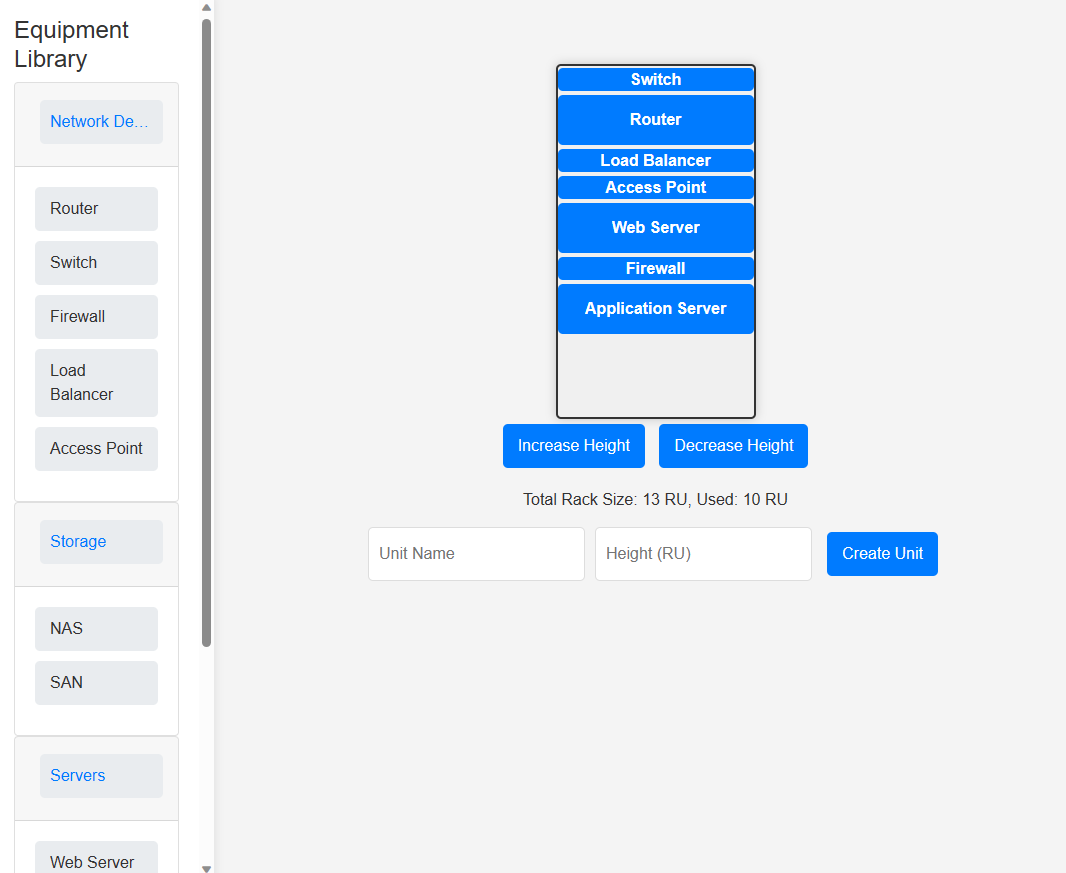 Equipment
Library
Network De...
Router
Switch
Firewall
Load
Balancer
Access Point
Storage
NAS
SAN
Servers
Web Server
Switch
Router
Load Balancer
Access Point
Web Server
Firewall
Application Server
Increase Height
Decrease Height
Total Rack Size: 13 RU, Used: 10 RU
Unit Name
Height (RU)
Create Unit